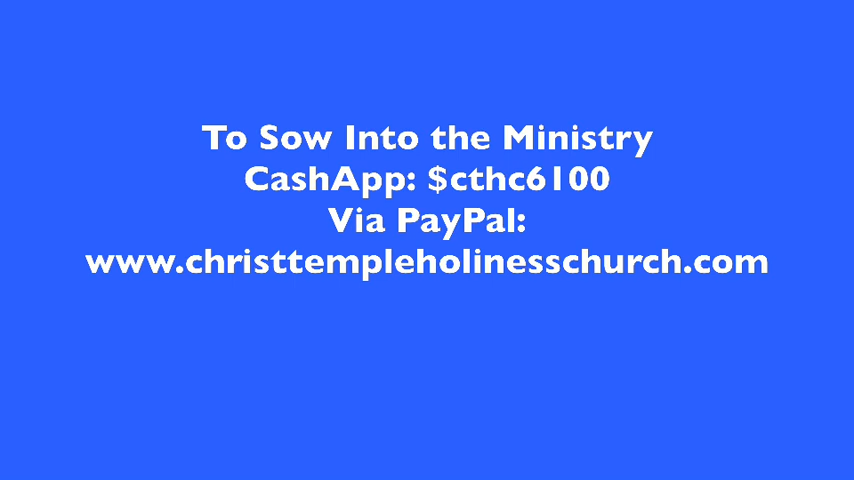 To Sow Into the Ministry
CashApp: $cthc6100
Via PayPal:
www.christtempleholinesschurch.com